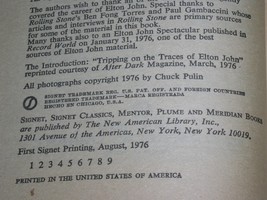 The authors wish to thank
covered the career of Elton John. Special thanks to
Rolling Stone's Ben Fong Torres and Paul Gambaccini whose
articles and interviews in Rolling Stone are primary sources
for some of the material in this book.
Many thanks also to an Elton John Spectacular published in
Record World on January 31, 1976, one of the best
sources of Elton John material.
The Introduction: "Tripping on the Traces of Elton John"
reprinted courtesy of After Dark Magazine, March, 1976
All photographs copyright 1976 by Chuck Pulin
SIGNET TRADEMARK REG. U.S. PAT. OFF. AND FOREIGN COUNTRIES
REGISTERED TRADEMARK—MARCA REGISTRADA
HECHO EN CHICAGO, U.S.A.
SIGNET, SIGNET CLASSICS, MENTOR, PLUME AND MERIDIAN BOOKS
are published by The New American Library, Inc.,
1301 Avenue of the Americas, New York, New York 10019.
First Signet Printing, August, 1976
1 2 3 4 5 6 7 8 9
PRINTED IN THE UNITED STATES OF AMERICA